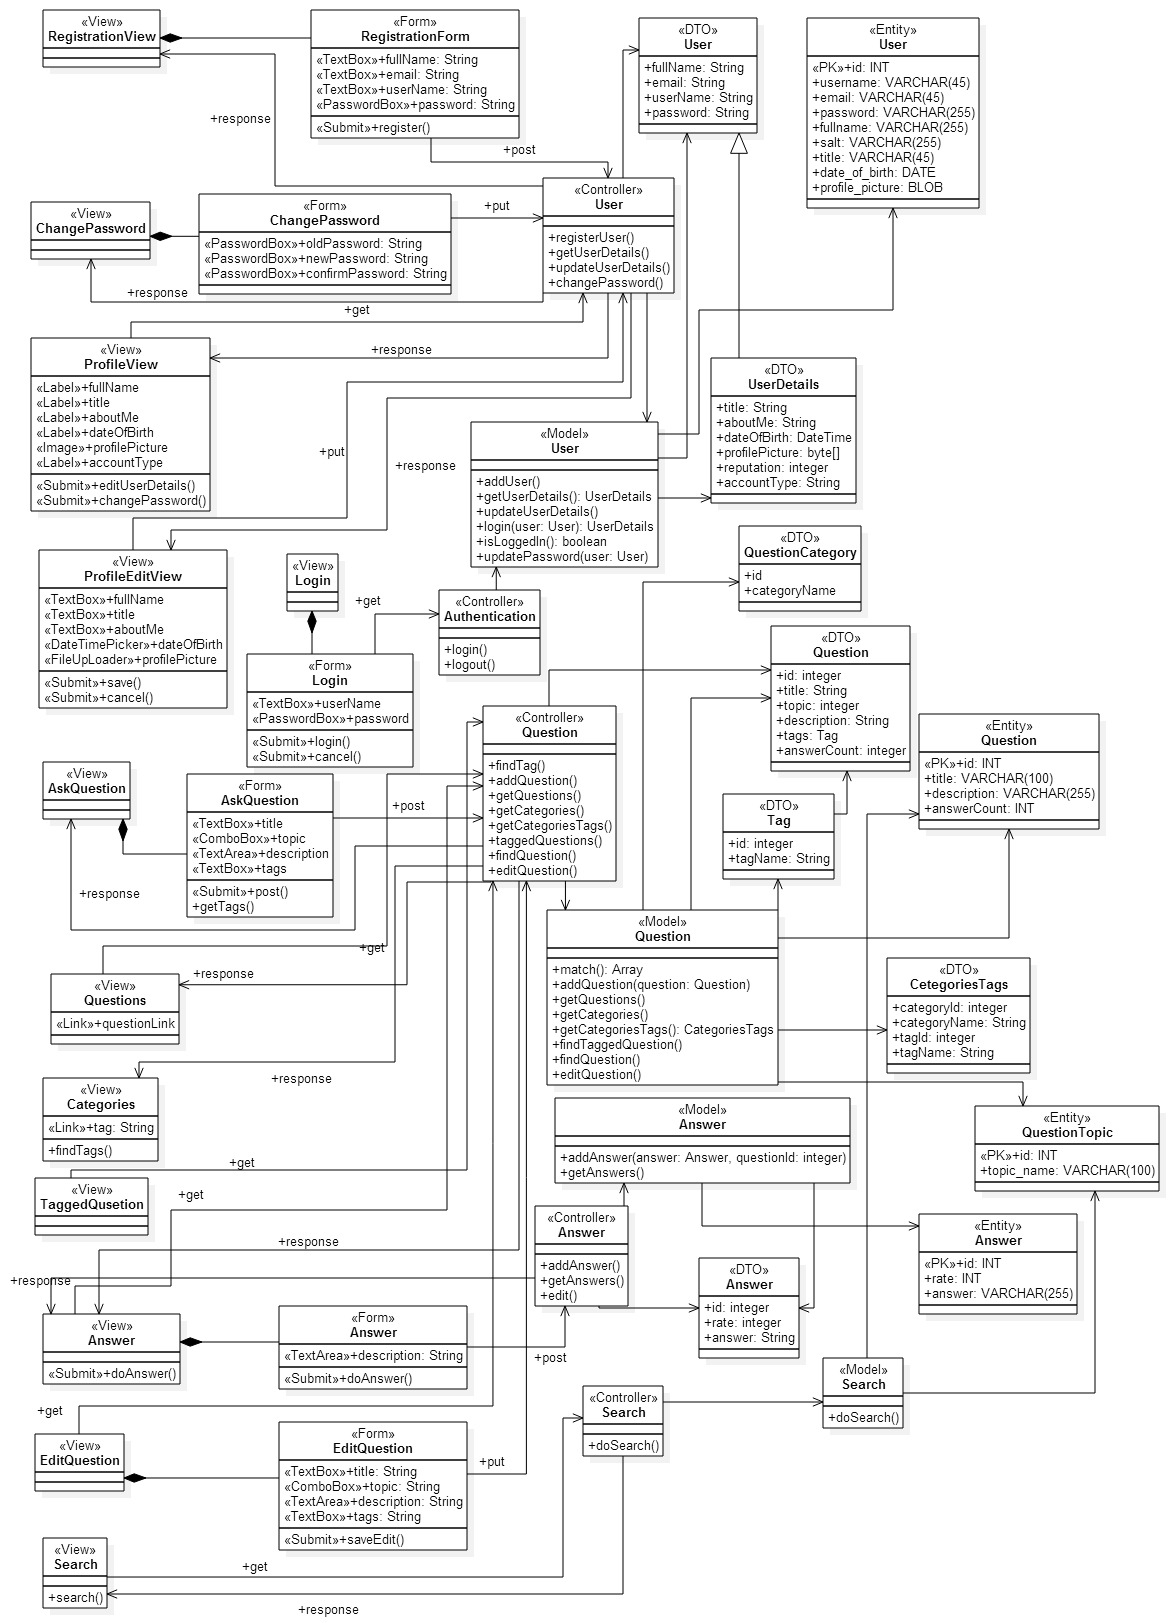 «View»
RegistrationView
«Form»
RegistrationForm
«TextBox»+fullName: String
«TextBox»+email: String
«TextBox»+userName: String
«PasswordBox»+password: String
«Submit»+register()
«DTO»
User
+fullName: String
+email: String
+userName: String
+password: String
«Entity»
User
«PK»+id: INT
+username: VARCHAR(45)
+email: VARCHAR(45)
+password: VARCHAR(255)
+fullname: VARCHAR(255)
+salt: VARCHAR(255)
+title: VARCHAR(45)
+date_of_birth: DATE
+profile_picture: BLOB
+response
+post
«View»
ChangePassword
«Form»
ChangePassword
«PasswordBox»+oldPassword: String
«PasswordBox»+newPassword: String
«PasswordBox»+confirmPassword: String
+put
«Controller»
User
+registerUser()
+getUserDetails()
+updateUserDetails()
+changePassword()
+response
+get
+response
«View»
ProfileView
«Label»+fullName
«Label»+title
«Label»+aboutMe
«Label»+dateOfBirth
«Image»+profilePicture
«Label»+accountType
«Submit»+editUserDetails()
«Submit»+changePassword()
+put
+response
«Model»
User
+addUser()
+getUserDetails(): UserDetails
+updateUserDetails()
+login(user: User): UserDetails
+isLoggedIn(): boolean
+updatePassword(user: User)
«DTO»
UserDetails
+title: String
+aboutMe: String
+dateOfBirth: DateTime
+profilePicture: byte[]
+reputation: integer
+accountType: String
«View»
ProfileEditView
«TextBox»+fullName
«TextBox»+title
«TextBox»+aboutMe
«DateTimePicker»+dateOfBirth
«FileUpLoader»+profilePicture
«Submit»+save()
«Submit»+cancel()
«View»
Login
+get
«Form»
Login
«TextBox»+userName
«PasswordBox»+password
«Submit»+login()
«Submit»+cancel()
«Controller»
Authentication
+login()
+logout()
«DTO»
QuestionCategory
+id
+categoryName
«DTO»
Question
+id: integer
+title: String
+topic: integer
+description: String
+tags: Tag
+answerCount: integer
«Entity»
Question
«PK»+id: INT
+title: VARCHAR(100)
+description: VARCHAR(255)
+answerCount: INT
«Controller»
Question
+findTag()
+addQuestion()
+getQuestions()
+getCategories()
+getCategoriesTags()
+taggedQuestions()
+findQuestion()
+editQuestion()
«View»
AskQuestion
«Form»
AskQuestion
«TextBox»+title
«ComboBox»+topic
«TextArea»+description
«TextBox»+tags
«Submit»+post()
+getTags()
+post
+response
«DTO»
Tag
+id: integer
+tagName: String
+get
+response
«View»
Questions
«Link»+questionLink
«Model»
Question
+match(): Array
+addQuestion(question: Question)
+getQuestions()
+getCategories()
+getCategoriesTags(): CategoriesTags
+findTaggedQuestion()
+findQuestion()
+editQuestion()
«DTO»
CetegoriesTags
+categoryId: integer
+categoryName: String
+tagId: integer
+tagName: String
+response
«View»
Categories
«Link»+tag: String
+findTags()
«Model»
Answer
+addAnswer(answer: Answer, questionId: integer)
+getAnswers()
«Entity»
QuestionTopic
«PK»+id: INT
+topic_name: VARCHAR(100)
+get
«View»
TaggedQusetion
+get
+response
+response
«Controller»
Answer
+addAnswer()
+getAnswers()
+edit()
«Entity»
Answer
«PK»+id: INT
+rate: INT
+answer: VARCHAR(255)
«DTO»
Answer
+id: integer
+rate: integer
+answer: String
«View»
Answer
«Submit»+doAnswer()
«Form»
Answer
«TextArea»+description: String
«Submit»+doAnswer()
+post
«Model»
Search
+doSearch()
«Controller»
Search
+doSearch()
+get
«View»
EditQuestion
«Form»
EditQuestion
«TextBox»+title: String
«ComboBox»+topic: String
«TextArea»+description: String
«TextBox»+tags: String
«Submit»+saveEdit()
+put
«View»
Search
+search()
+get
+response